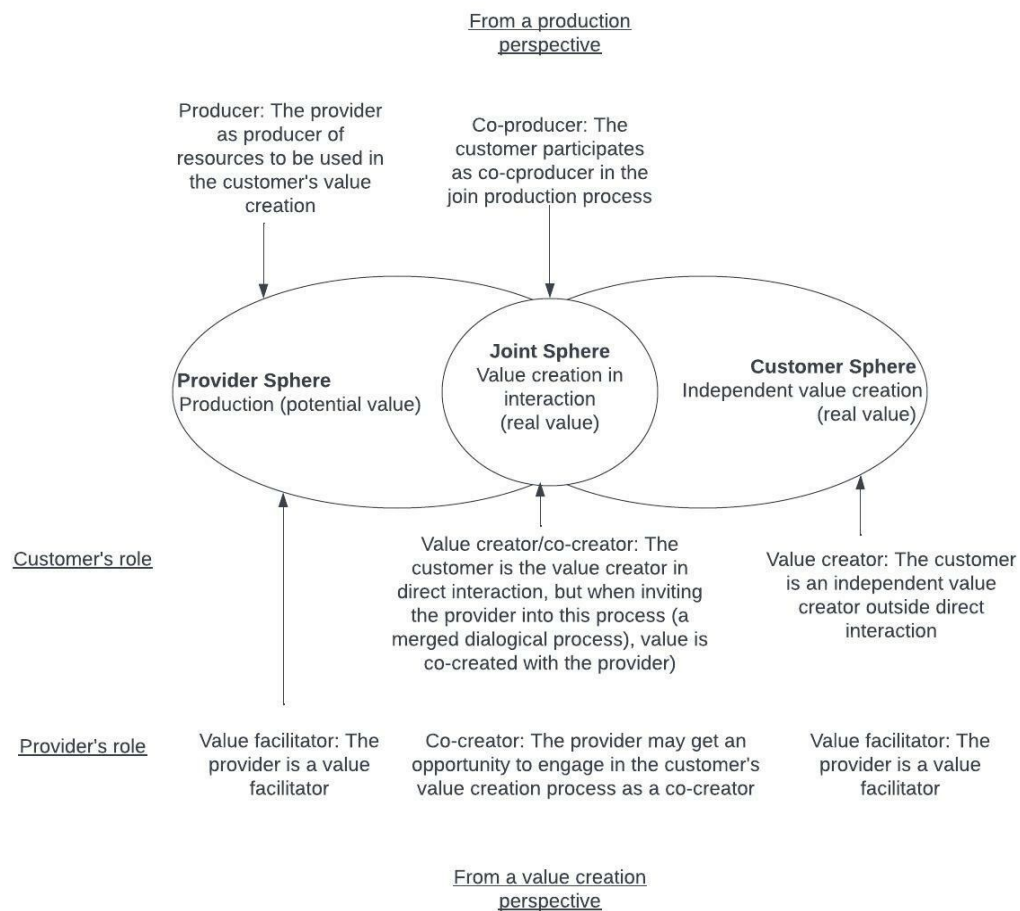 From a production
perspective
Producer: The provider
as producer of
resources to be used in
the customer's value
creation
Co-producer: The
customer participates
as co-cproducer in the
join production process
Provider Sphere
Production (potential value)
Joint Sphere
Value creation in
interaction
(real value)
Customer Sphere
Independent value creation
(real value)
Customer's role
Value creator/co-creator: The
customer is the value creator in
direct interaction, but when inviting
the provider into this process (a
merged dialogical process), value is
co-created with the provider)
Value creator: The customer
is an independent value
creator outside direct
interaction
Provider's role
Value facilitator: The
provider is a value
facilitator
Co-creator: The provider may get an
opportunity to engage in the customer's
value creation process as a co-creator
Value facilitator: The
provider is a value
facilitator
From a value creation
perspective